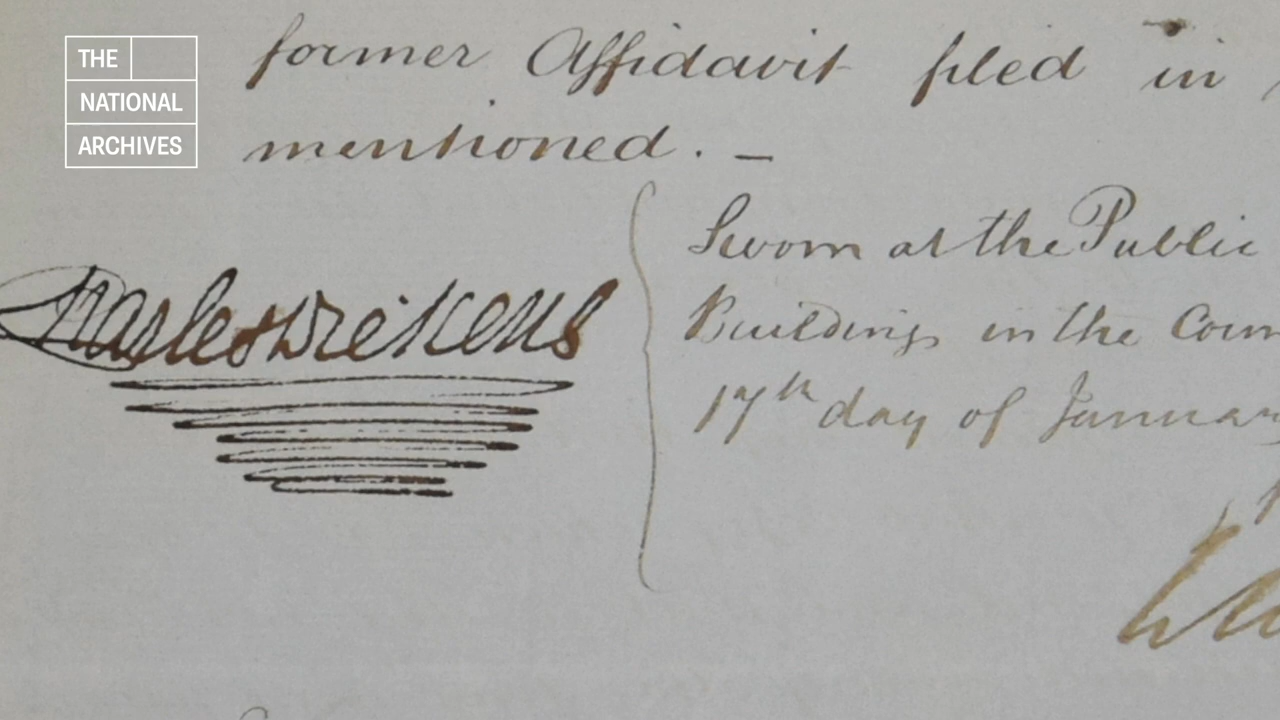 THE
NATIONAL
ARCHIVES
former Affidavit filed in
mentioned. –
Charles Dickens
Sworn at the Public
Buildings in the Coun
17th day of January